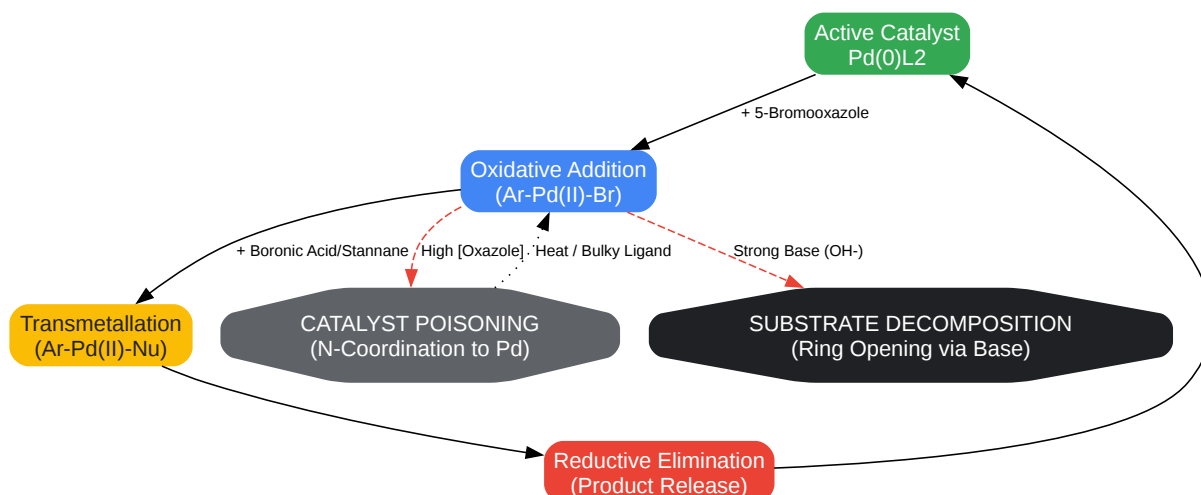 Active Catalyst
Pd(0)L2
+ 5-Bromooxazole
Oxidative Addition
(Ar-Pd(II)-Br)
+ Boronic Acid/Stannane
High [Oxazole]
Heat / Bulky Ligand
Strong Base (OH-)
Transmetallation
(Ar-Pd(II)-Nu)
CATALYST POISONING
(N-Coordination to Pd)
SUBSTRATE DECOMPOSITION
(Ring Opening via Base)
Reductive Elimination
(Product Release)